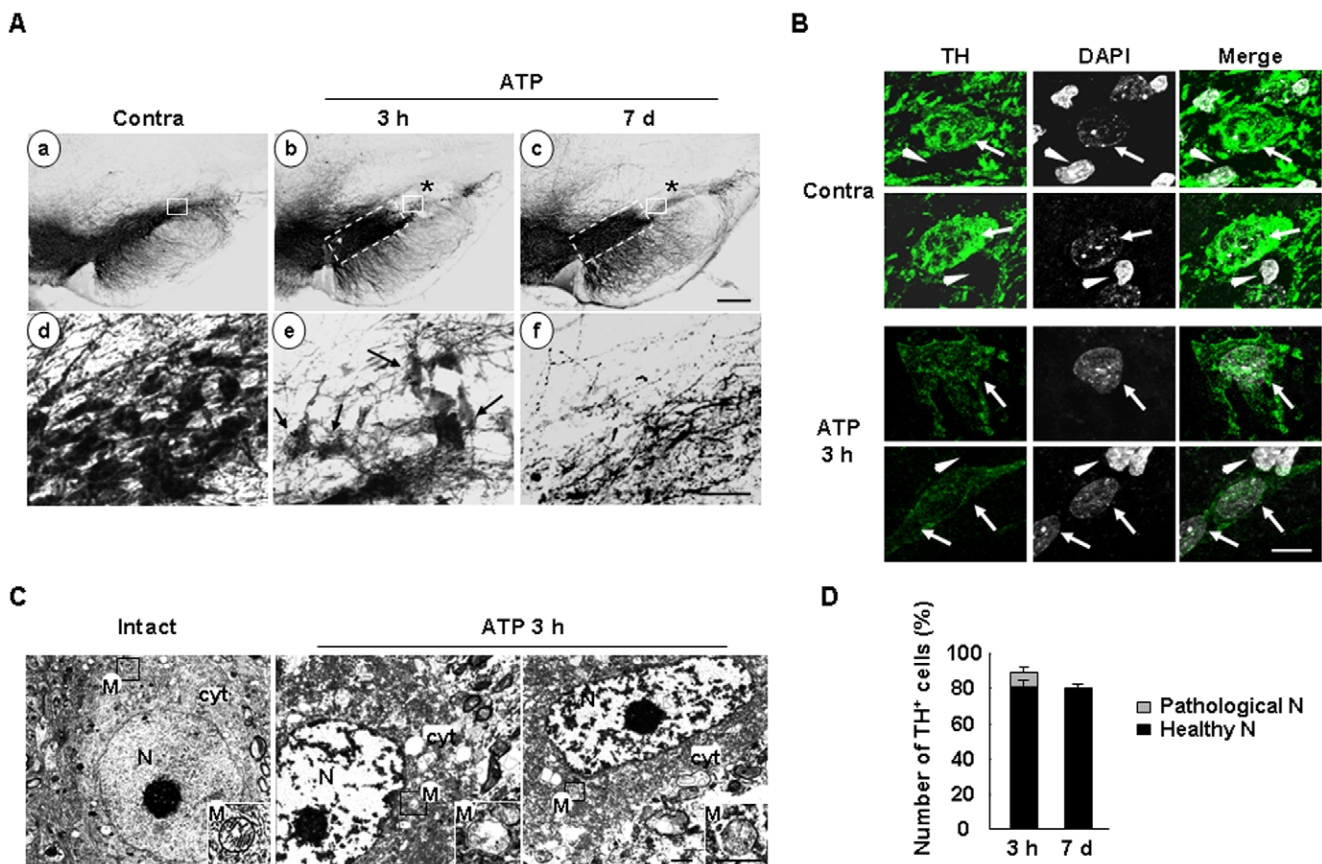 A
ATP
Contra
3 h
7 d
a
b
*
c
*
d
e
f
B
TH
DAPI
Merge
Contra
ATP
3 h
C
Intact
ATP 3 h
M
cyt
N
M
N
cyt
M
M
N
cyt
M
M
D
Number of TH⁺ cells (%)
100
80
60
40
20
0
3 h
7 d
Pathological N
Healthy N